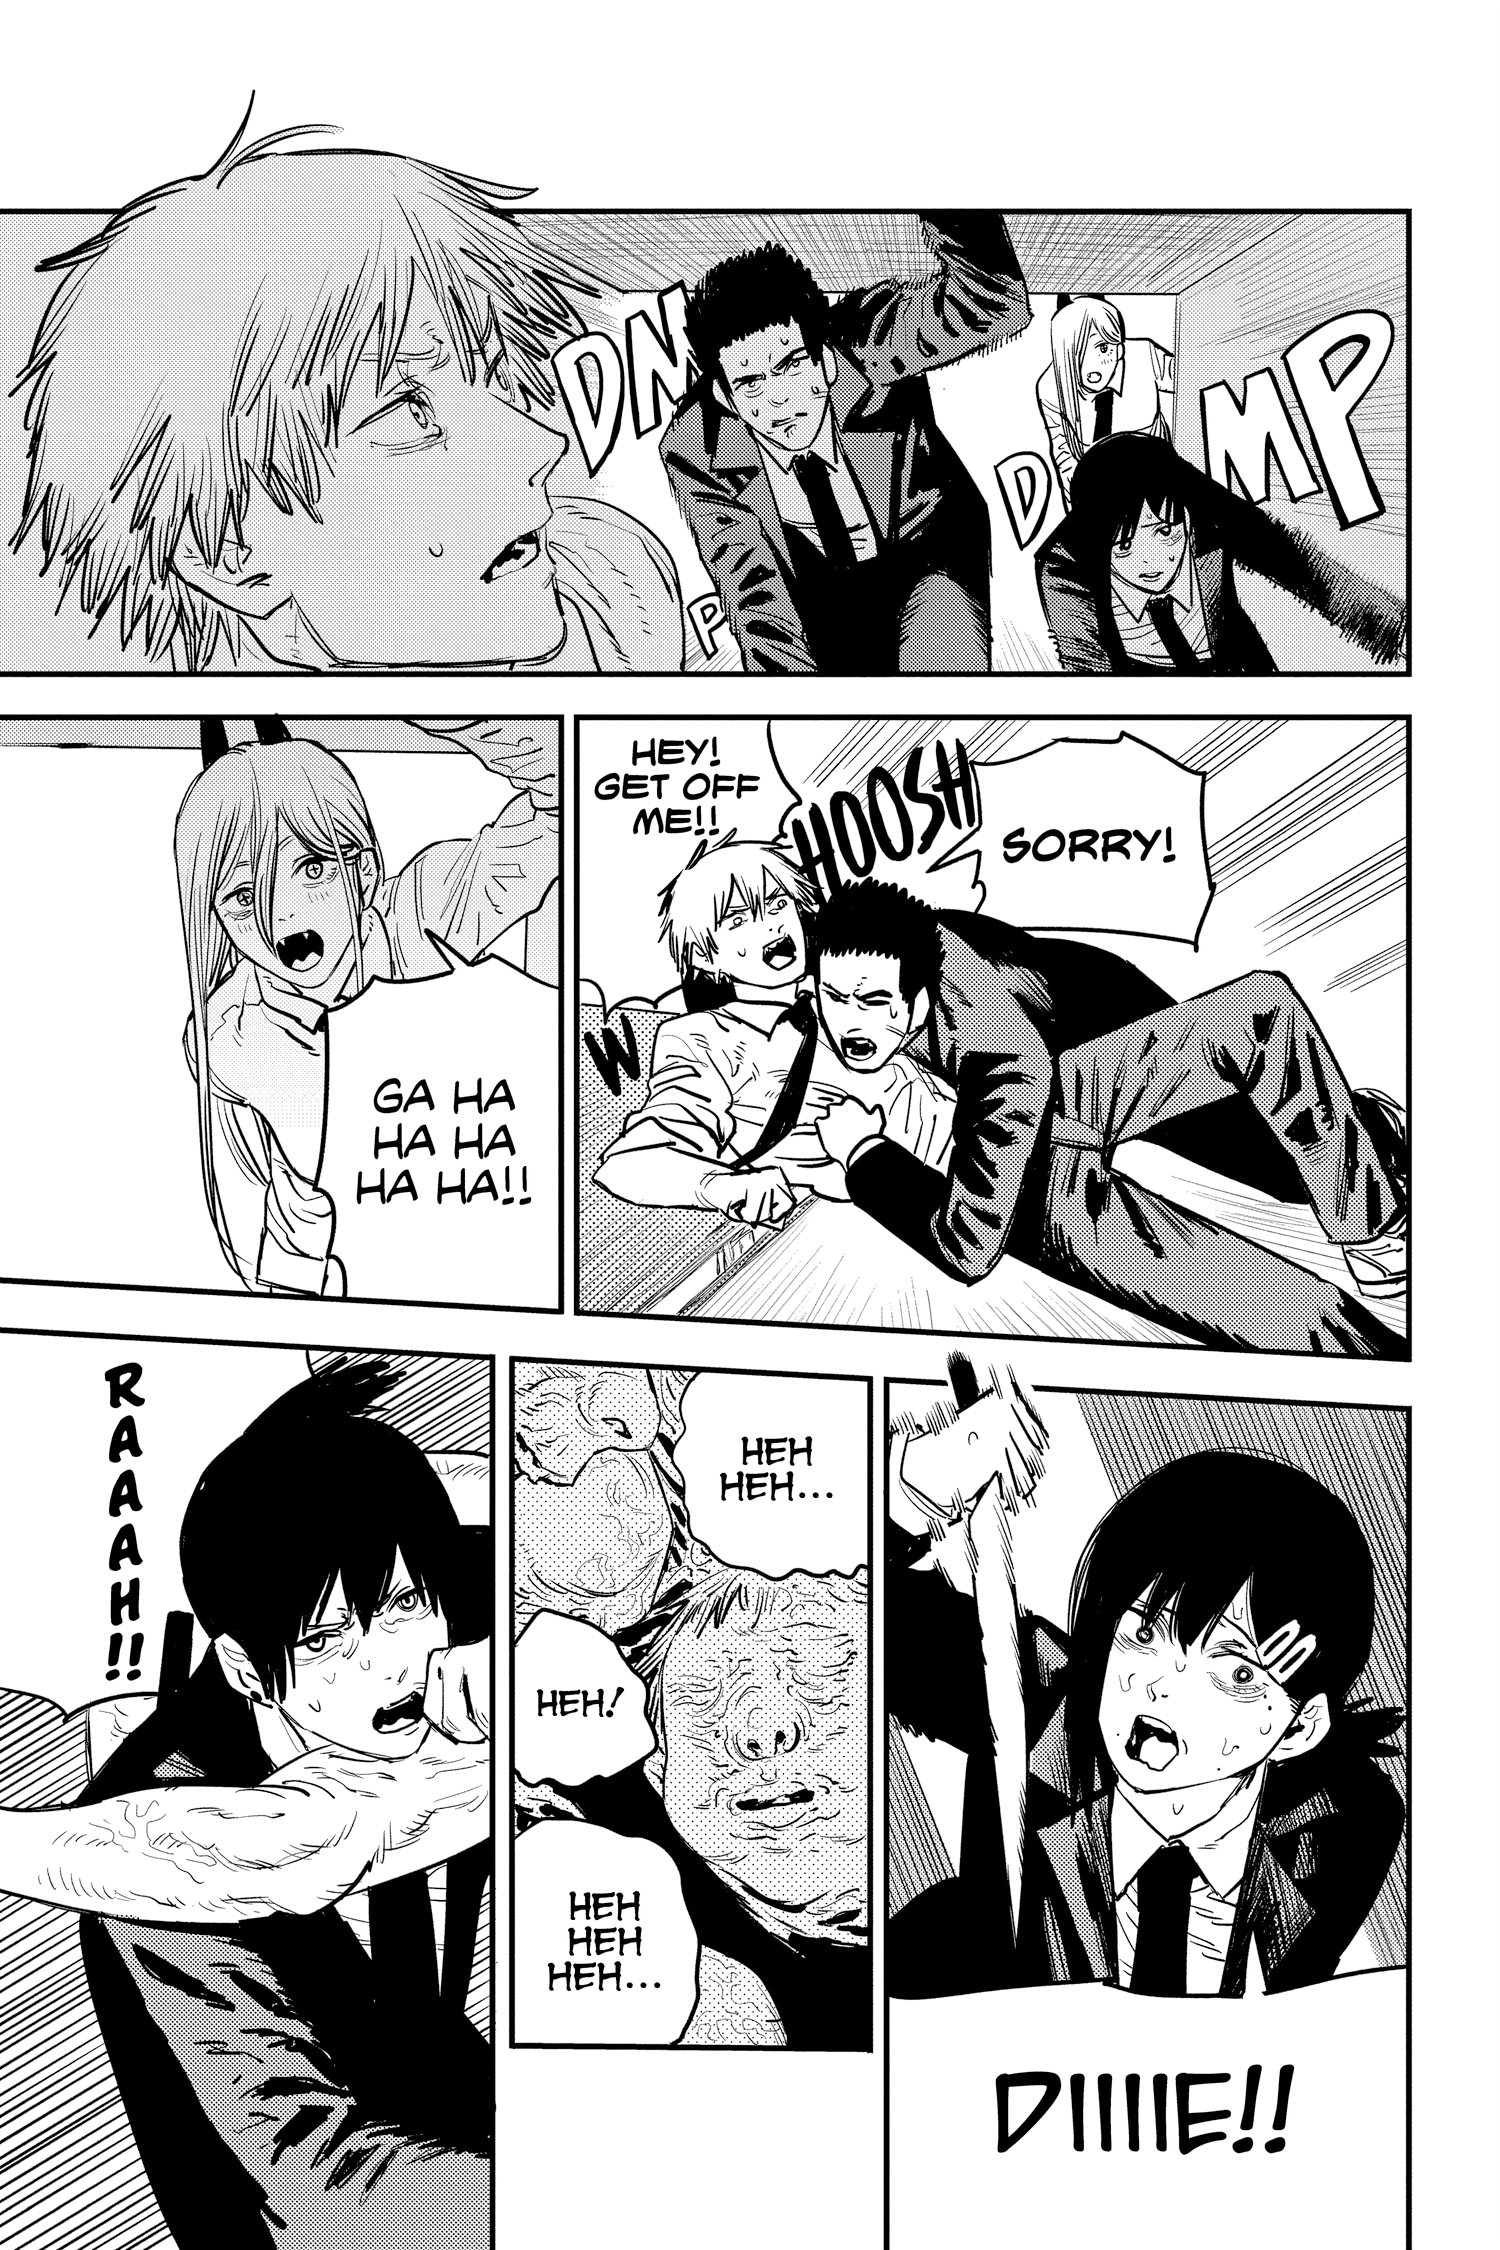 DMP
DMP
P
SORRY!
HOOSH
HEY!
GET OFF
ME!!
W
GA HA
HA HA
HA HA!!
DIIIIE!!
HEH
HEH...
HEH!
HEH
HEH
HEH...
RAAAAH!!